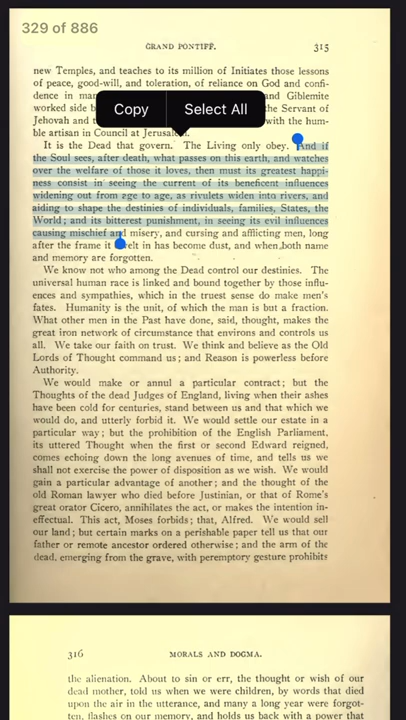 329 of 886
GRAND PONTIFF. 315
new Temples, and teaches to its million of Initiates those lessons
of peace, good-will, and toleration, of reliance on God and confi-
dence in man
Copy Select All
and Giblemite
worked side b
the Servant of
Jehovah and t
with the hum-
ble artisan in Council at Jerusalem.
It is the Dead that govern. The Living only obey. And if
the Soul sees, after death, what passes on this earth, and watches
over the welfare of those it loves, then must its greatest happi-
ness consist in seeing the current of its beneficent influences
widening out from age to age, as rivulets widen into rivers, and
aiding to shape the destinies of individuals, families, States, the
World; and its bitterest punishment, in seeing its evil influences
causing mischief and misery, and cursing and afflicting men, long
after the frame it dwelt in has become dust, and when both name
and memory are forgotten.
We know not who among the Dead control our destinies. The
universal human race is linked and bound together by those influ-
ences and sympathies, which in the truest sense do make men's
fates. Humanity is the unit, of which the man is but a fraction.
What other men in the Past have done, said, thought, makes the
great iron network of circumstance that environs and controls us
all. We take our faith on trust. We think and believe as the Old
Lords of Thought command us; and Reason is powerless before
Authority.
We would make or annul a particular contract; but the
Thoughts of the dead Judges of England, living when their ashes
have been cold for centuries, stand between us and that which we
would do, and utterly forbid it. We would settle our estate in a
particular way; but the prohibition of the English Parliament,
its uttered Thought when the first or second Edward reigned,
comes echoing down the long avenues of time, and tells us we
shall not exercise the power of disposition as we wish. We would
gain a particular advantage of another; and the thought of the
old Roman lawyer who died before Justinian, or that of Rome's
great orator Cicero, annihilates the act, or makes the intention in-
effectual. This act, Moses forbids; that, Alfred. We would sell
our land; but certain marks on a perishable paper tell us that our
father or remote ancestor ordered otherwise; and the arm of the
dead, emerging from the grave, with peremptory gesture prohibits
316 MORALS AND DOGMA.
the alienation. About to sin or err, the thought or wish of our
dead mother, told us when we were children, by words that died
upon the air in the utterance, and many a long year were forgot-
ten, flashes on our memory, and holds us back with a power that